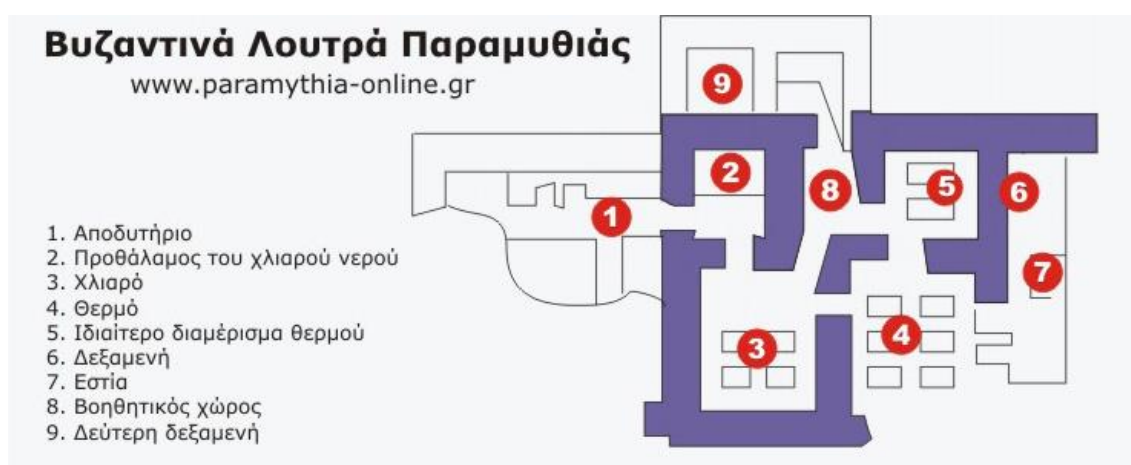 Βυζαντινά Λουτρά Παραμυθιάς
www.paramythia-online.gr
1. Αποδυτήριο
2. Προθάλαμος του χλιαρού νερού
3. Χλιαρό
4. Θερμό
5. Ιδιαίτερο διαμέρισμα θερμού
6. Δεξαμενή
7. Εστία
8. Βοηθητικός χώρος
9. Δεύτερη δεξαμενή
9
2
8
5
6
1
7
3
4